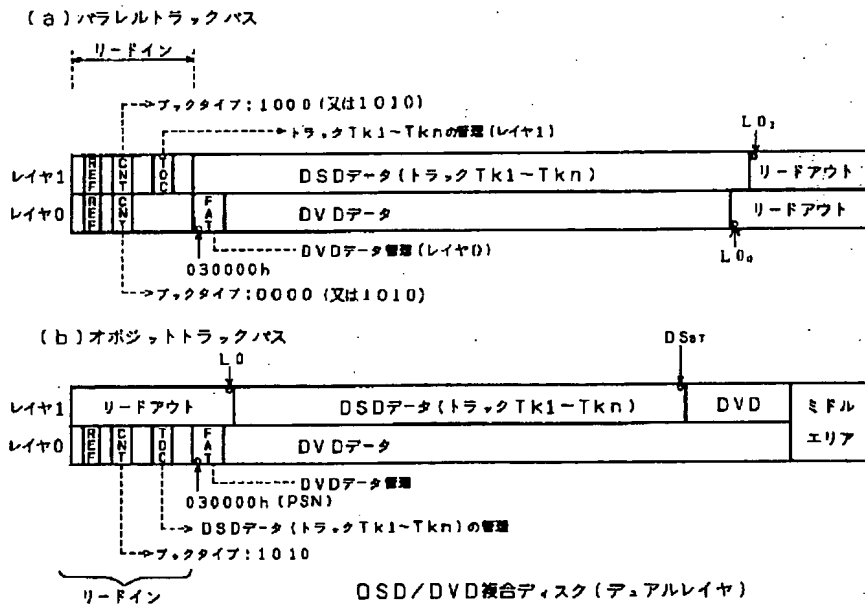 (a)パラレルトラックパス
リードイン
ブックタイプ:1000(又は1010)
トラックTk1~Tknの管理(レイヤ1)
LO₁
レイヤ1 REF CNT TOC DSDデータ(トラックTk1~Tkn) リードアウト
レイヤ0 REF CNT FAT DVDデータ リードアウト
DVDデータ管理(レイヤ0)
LO₀
030000h
ブックタイプ:0000(又は1010)
(b)オポジットトラックパス
LO
DSST
レイヤ1 リードアウト DSDデータ(トラックTk1~Tkn) DVD ミドル
レイヤ0 REF CNT TOC FAT DVDデータ エリア
DVDデータ管理
030000h(PSN)
DSDデータ(トラックTk1~Tkn)の管理
ブックタイプ:1010
リードイン
DSD/DVD複合ディスク(デュアルレイヤ)